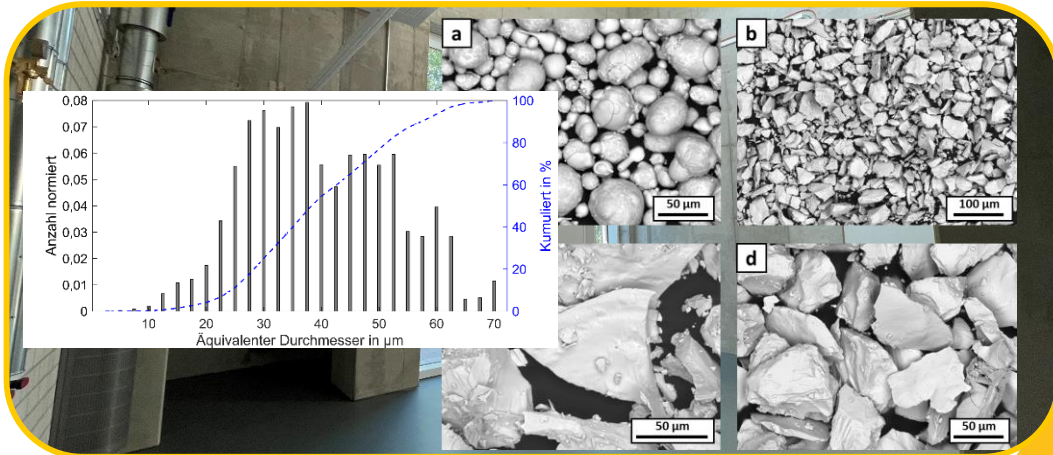 0,08
0,07
0,06
0,05
0,04
0,03
0,02
0,01
0
Anzahl normiert
10
20
30
40
50
60
70
Äquivalenter Durchmesser in µm
100
80
60
40
20
0
Kumuliert in %
a
50 µm
b
100 µm
50 µm
d
50 µm